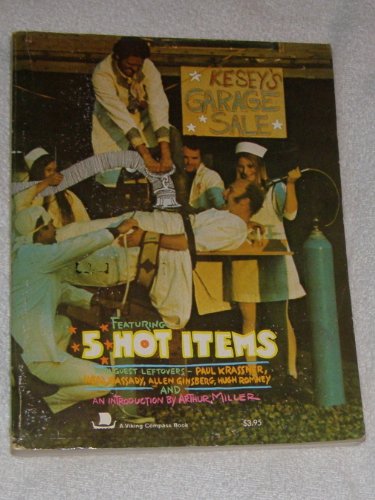 KESEY'S
GARAGE
SALE
FEATURING
5 HOT ITEMS
GUEST LEFTOVERS - PAUL KRASSNER,
CASSADY, ALLEN GINSBERG, HUGH ROMNEY
AND
AN INTRODUCTION BY ARTHUR MILLER
A Viking Compass Book
$3.95